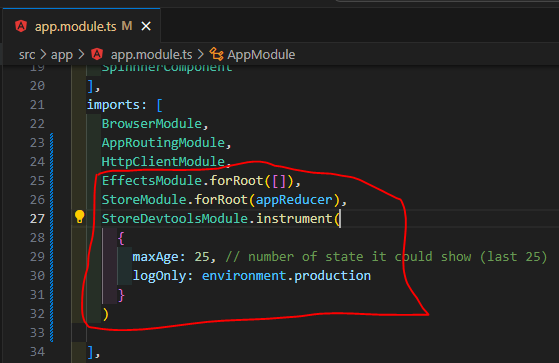 app.module.ts M
src > app > app.module.ts > AppModule
19 SpinnnerComponent
20 ],
21 imports: [
22 BrowserModule,
23 AppRoutingModule,
24 HttpClientModule,
25 EffectsModule.forRoot([]),
26 StoreModule.forRoot(appReducer),
27 StoreDevtoolsModule.instrument(
28 {
29 maxAge: 25, // number of state it could show (last 25)
30 logOnly: environment.production
31 }
32 )
33
34 ],